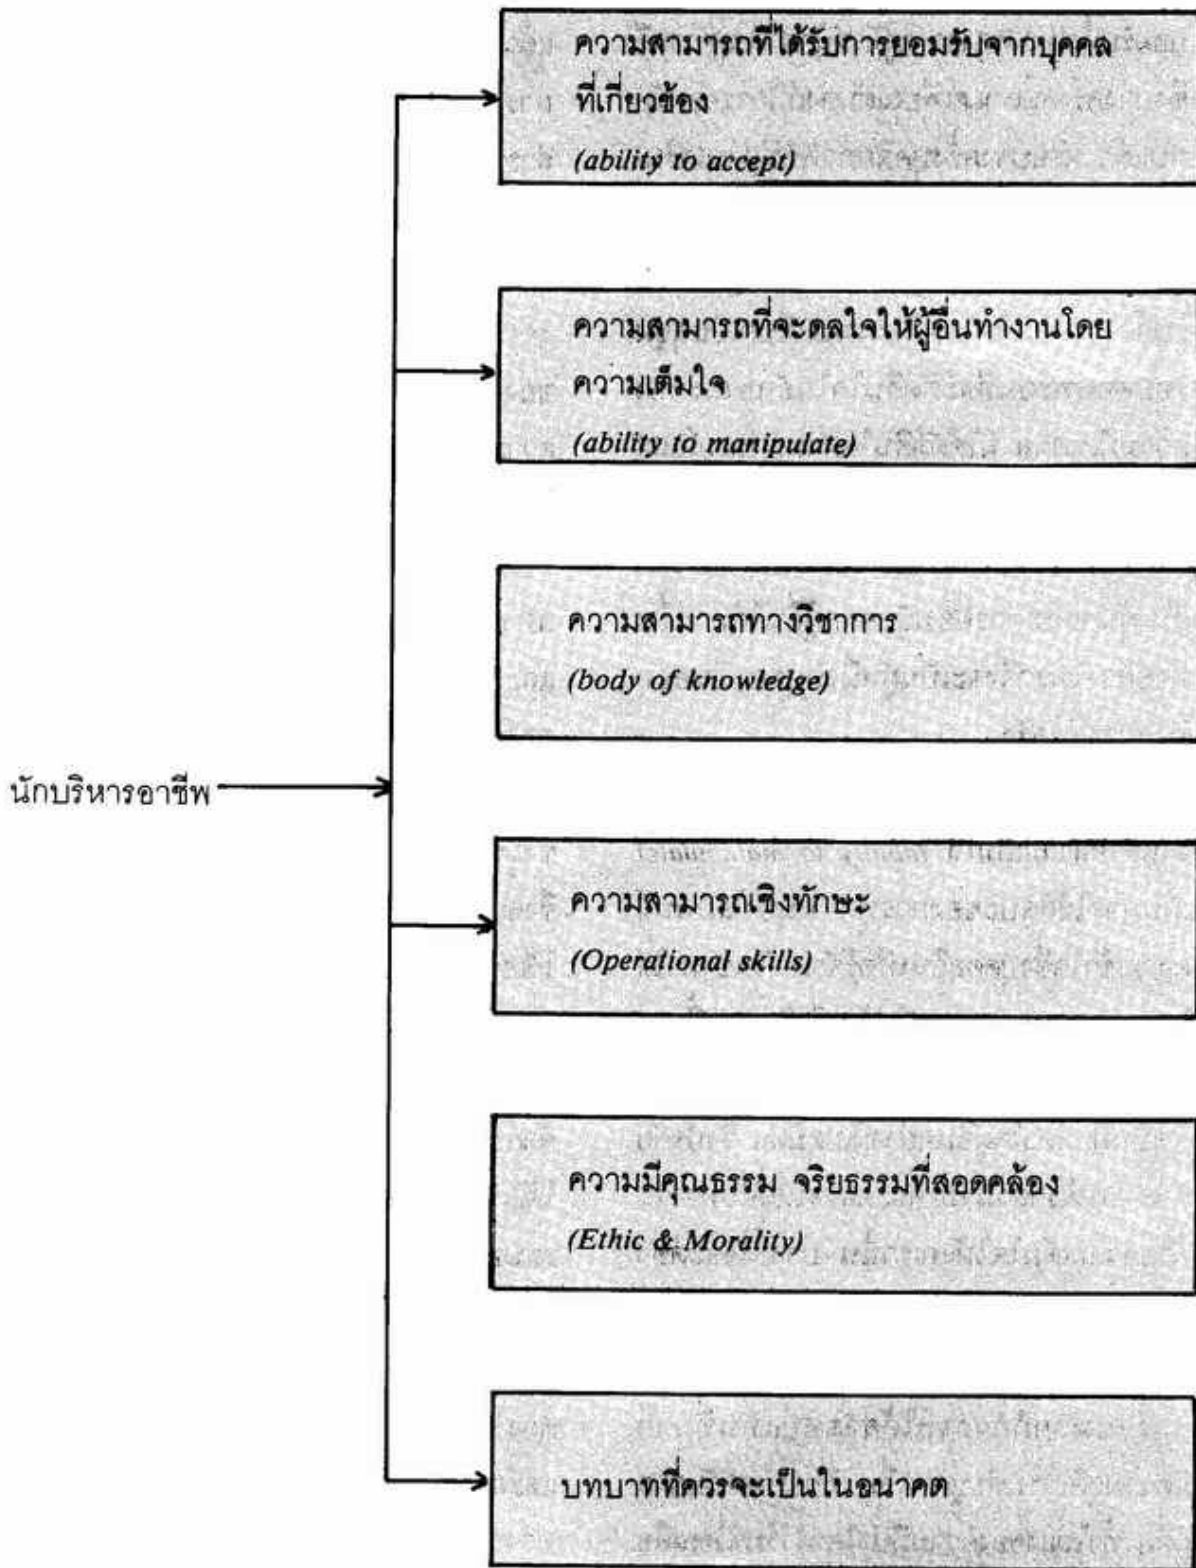 ความสามารถที่ได้รับการยอมรับจากบุคคล
ที่เกี่ยวข้อง
(ability to accept)
ความสามารถที่จะดลใจให้ผู้อื่นทำงานโดย
ความเต็มใจ
(ability to manipulate)
ความสามารถทางวิชาการ
(body of knowledge)
นักบริหารอาชีพ
ความสามารถเชิงทักษะ
(Operational skills)
ความมีคุณธรรม จริยธรรมที่สอดคล้อง
(Ethic & Morality)
บทบาทที่ควรจะเป็นในอนาคต